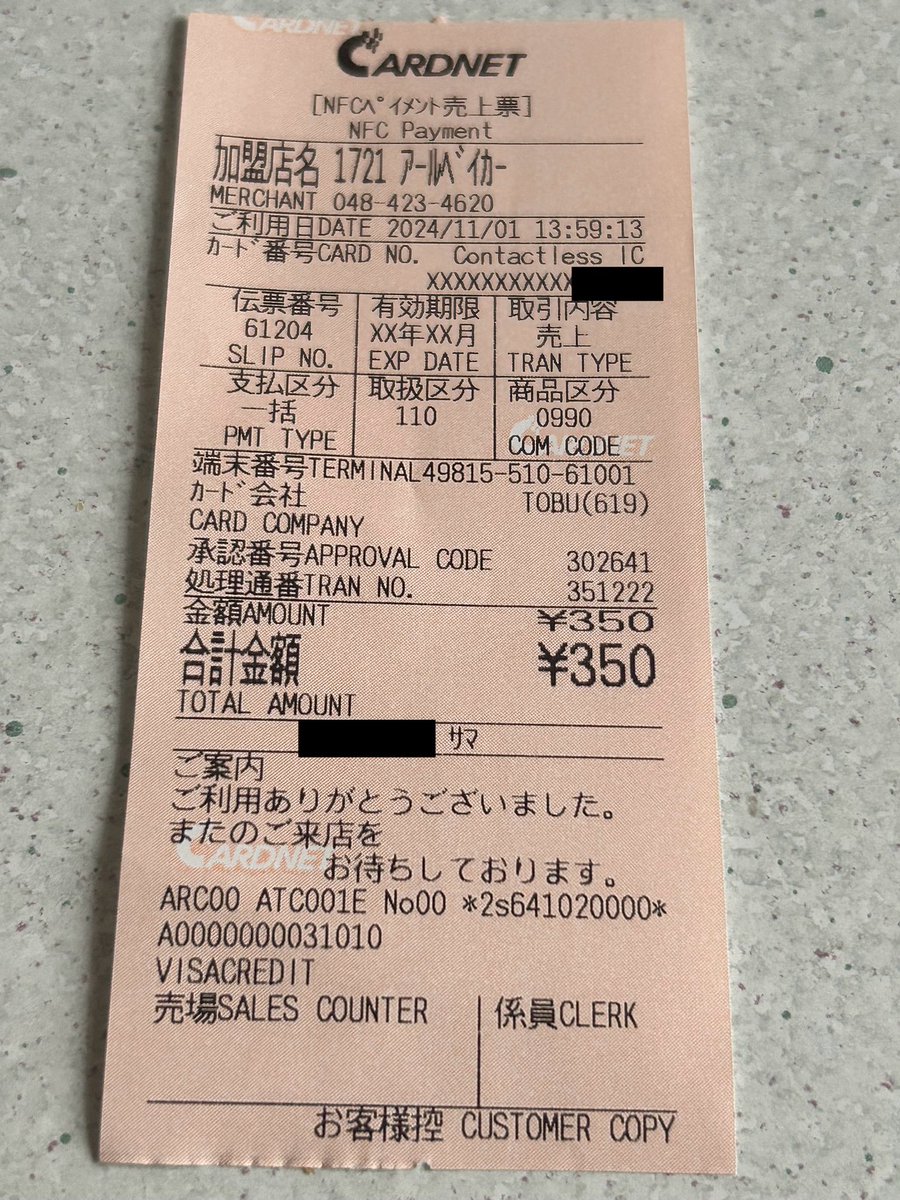 CARDNET
[NFCペイメント売上票]
NFC Payment
加盟店名 1721 アールベイカー
MERCHANT 048-423-4620
ご利用日DATE 2024/11/01 13:59:13
カード番号CARD NO. Contactless IC
XXXXXXXXXXXX
伝票番号 有効期限 取引内容
61204 XX年XX月 売上
SLIP NO. EXP DATE TRAN TYPE
支払区分 取扱区分 商品区分
一括 110 0990
PMT TYPE COM CODE
端末番号TERMINAL49815-510-61001
カード会社 TOBU(619)
CARD COMPANY
承認番号APPROVAL CODE 302641
処理通番TRAN NO. 351222
金額AMOUNT ¥350
合計金額 ¥350
TOTAL AMOUNT
サマ
ご案内
ご利用ありがとうございました。
またのご来店を
CARDNET
お待ちしております。
ARC00 ATC001E No00 *2s641020000*
A0000000031010
VISACREDIT
売場SALES COUNTER 係員CLERK
お客様控 CUSTOMER COPY